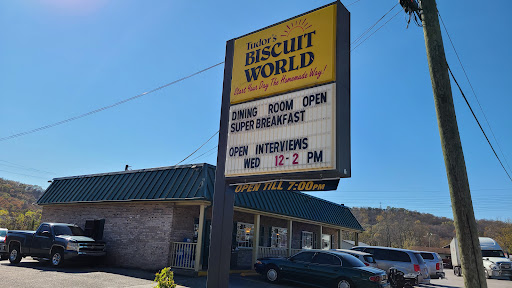 Tudor's
BISCUIT
WORLD
Start Your Day The Homemade Way!
DINING ROOM OPEN
SUPER BREAKFAST
OPEN INTERVIEWS
WED 12-2 PM
OPEN TILL 7:00PM